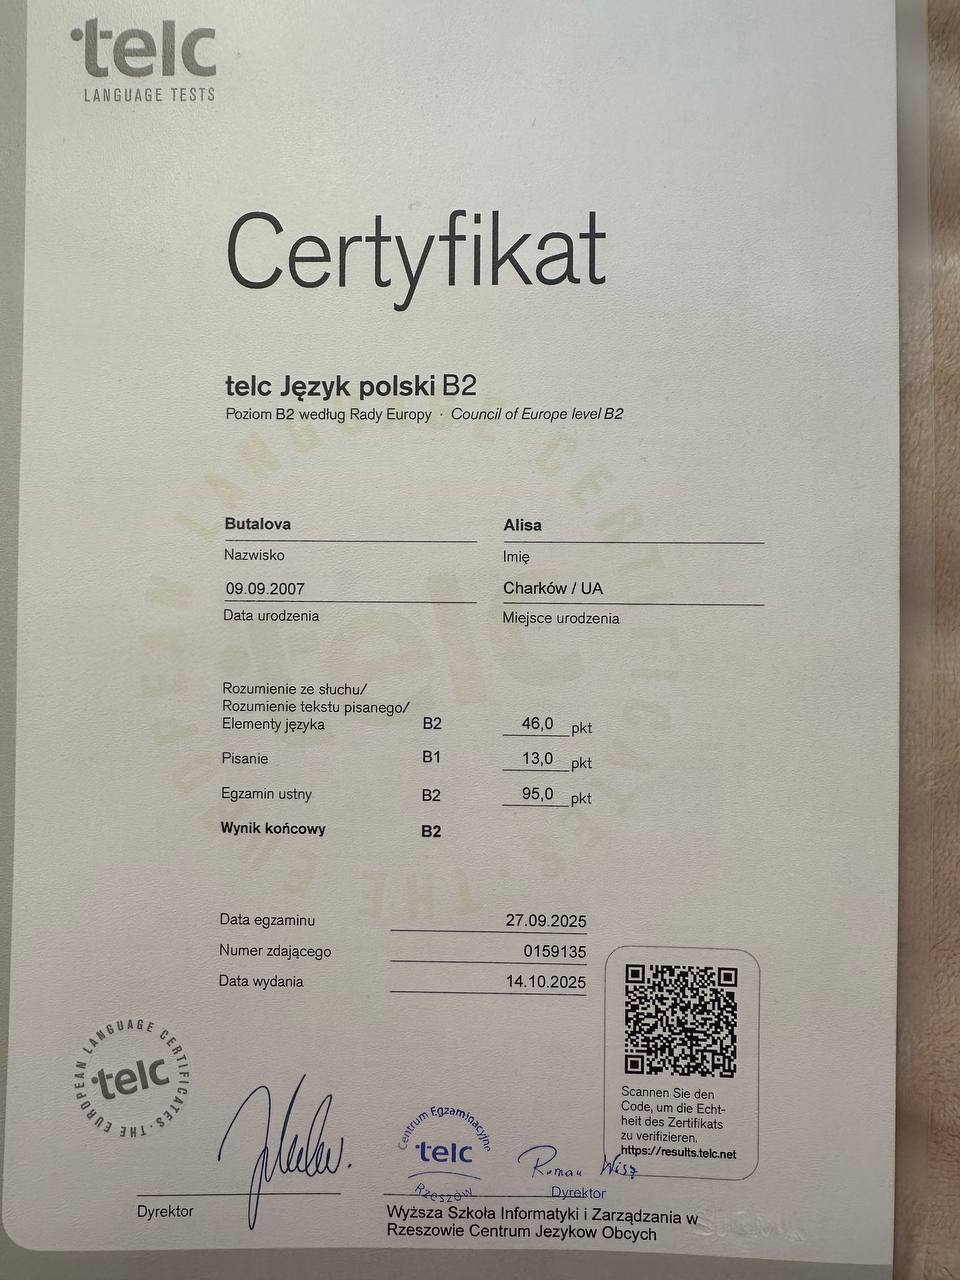 telc
LANGUAGE TESTS
Certyfikat
telc Język polski B2
Poziom B2 według Rady Europy · Council of Europe level B2
Butalova
Alisa
Nazwisko
Imię
09.09.2007
Charków / UA
Data urodzenia
Miejsce urodzenia
Rozumienie ze słuchu/
Rozumienie tekstu pisanego/
Elementy języka B2 46,0 pkt
Pisanie B1 13,0 pkt
Egzamin ustny B2 95,0 pkt
Wynik końcowy B2
Data egzaminu 27.09.2025
Numer zdającego 0159135
Data wydania 14.10.2025
Scannen Sie den
Code, um die Echt-
heit des Zertifikats
zu verifizieren.
https://results.telc.net
THE EUROPEAN LANGUAGE CERTIFICATES
telc
Centrum Egzaminacyjne
telc
Rzeszów
Roman Wisz
Dyrektor
Dyrektor
Wyższa Szkoła Informatyki i Zarządzania w
Rzeszowie Centrum Jezykow Obcych